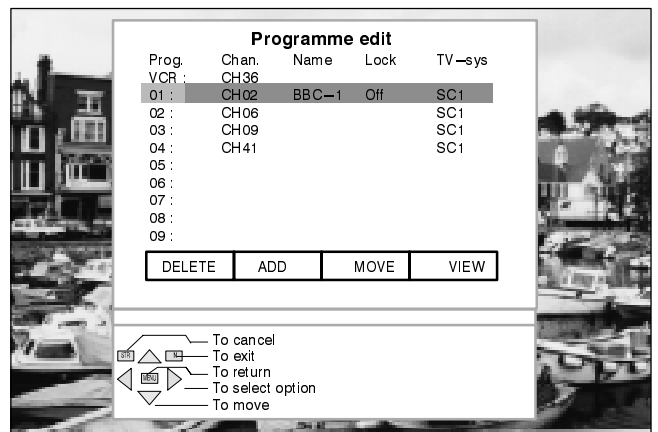 Programme edit
Prog. Chan. Name Lock TV-sys
VCR : CH36
01 : CH02 BBC-1 Off SC1
02 : CH06 SC1
03 : CH09 SC1
04 : CH41 SC1
05 :
06 :
07 :
08 :
09 :
DELETE ADD MOVE VIEW
To cancel
STR N To exit
MENU To return
To select option
To move